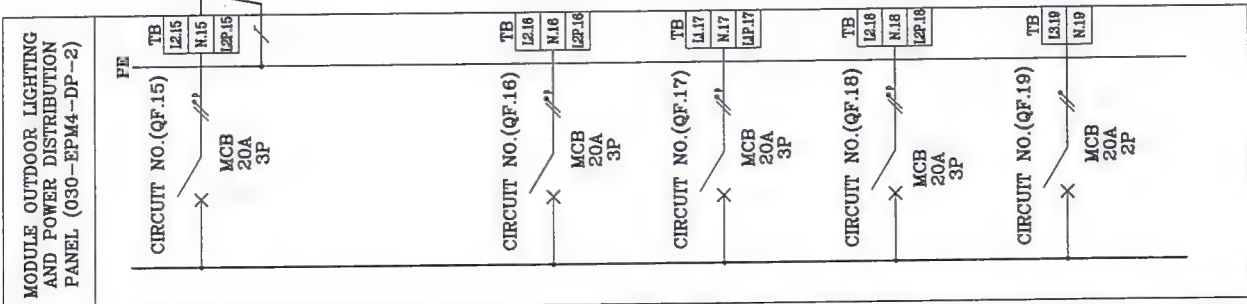 MODULE OUTDOOR LIGHTING
AND POWER DISTRIBUTION
PANEL (030-EPM4-DP-2)
PE
CIRCUIT NO.(QF.15)
MCB
20A
3P
TB
L2.15
N.15
L2P.15
CIRCUIT NO.(QF.16)
MCB
20A
3P
TB
L2.16
N.16
L2P.16
CIRCUIT NO.(QF.17)
MCB
20A
3P
TB
L1.17
N.17
L1P.17
CIRCUIT NO.(QF.18)
MCB
20A
3P
TB
L2.18
N.18
L2P.18
CIRCUIT NO.(QF.19)
MCB
20A
2P
TB
L3.19
N.19